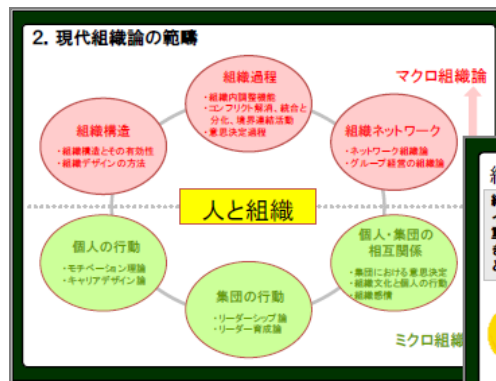 2. 現代組織論の範疇
組織過程
・組織内調整機能
・コンフリクト解消、統合と
分化、境界連結活動
・意思決定過程
マクロ組織論
組織構造
・組織構造とその有効性
・組織デザインの方法
組織ネットワーク
・ネットワーク組織論
・グループ経営の組織論
人と組織
個人の行動
・モチベーション理論
・キャリアデザイン論
個人・集団の
相互関係
・集団における意思決定
・組織文化と個人の行動
・組織感情
集団の行動
・リーダーシップ論
・リーダー育成論
ミクロ組織